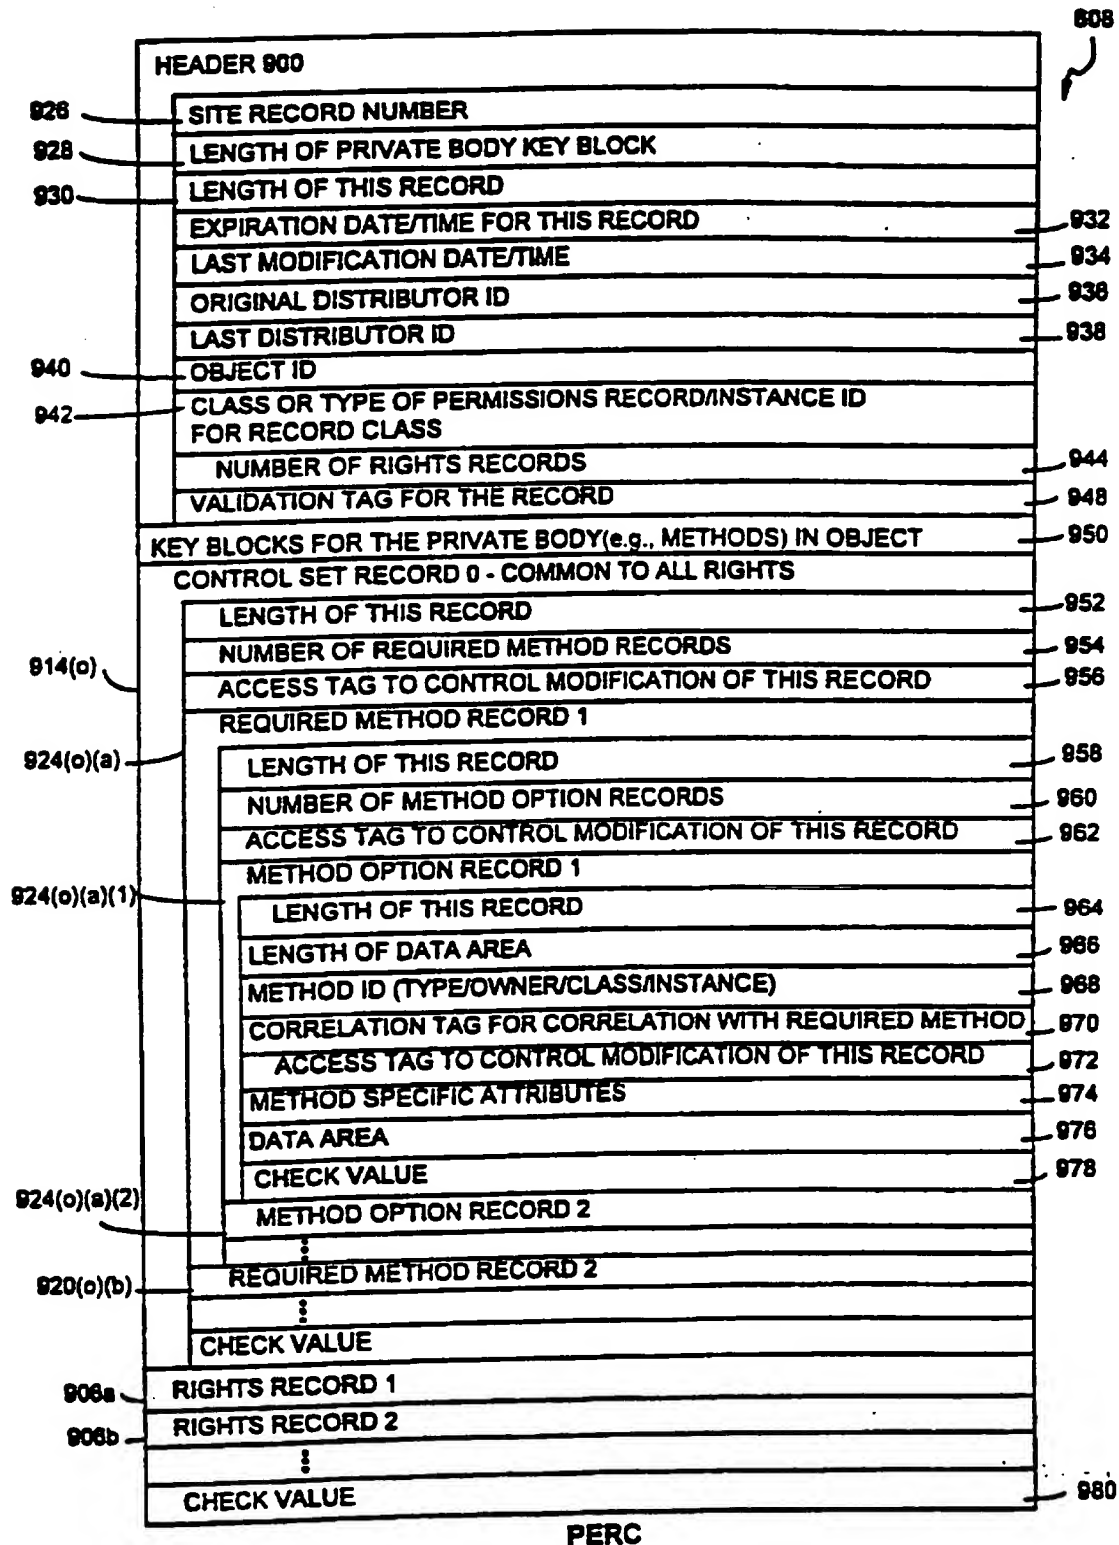 808
HEADER 900
926 SITE RECORD NUMBER
928 LENGTH OF PRIVATE BODY KEY BLOCK
930 LENGTH OF THIS RECORD
EXPIRATION DATE/TIME FOR THIS RECORD 932
LAST MODIFICATION DATE/TIME 934
ORIGINAL DISTRIBUTOR ID 936
LAST DISTRIBUTOR ID 938
940 OBJECT ID
942 CLASS OR TYPE OF PERMISSIONS RECORD/INSTANCE ID
FOR RECORD CLASS
NUMBER OF RIGHTS RECORDS 944
VALIDATION TAG FOR THE RECORD 948
KEY BLOCKS FOR THE PRIVATE BODY(e.g., METHODS) IN OBJECT 950
CONTROL SET RECORD 0 - COMMON TO ALL RIGHTS
LENGTH OF THIS RECORD 952
NUMBER OF REQUIRED METHOD RECORDS 954
914(o) ACCESS TAG TO CONTROL MODIFICATION OF THIS RECORD 956
REQUIRED METHOD RECORD 1
924(o)(a) LENGTH OF THIS RECORD 958
NUMBER OF METHOD OPTION RECORDS 960
ACCESS TAG TO CONTROL MODIFICATION OF THIS RECORD 962
METHOD OPTION RECORD 1
924(o)(a)(1) LENGTH OF THIS RECORD 964
LENGTH OF DATA AREA 966
METHOD ID (TYPE/OWNER/CLASS/INSTANCE) 968
CORRELATION TAG FOR CORRELATION WITH REQUIRED METHOD 970
ACCESS TAG TO CONTROL MODIFICATION OF THIS RECORD 972
METHOD SPECIFIC ATTRIBUTES 974
DATA AREA 976
CHECK VALUE 978
924(o)(a)(2) METHOD OPTION RECORD 2
920(o)(b) REQUIRED METHOD RECORD 2
CHECK VALUE
906a RIGHTS RECORD 1
906b RIGHTS RECORD 2
CHECK VALUE 980
PERC